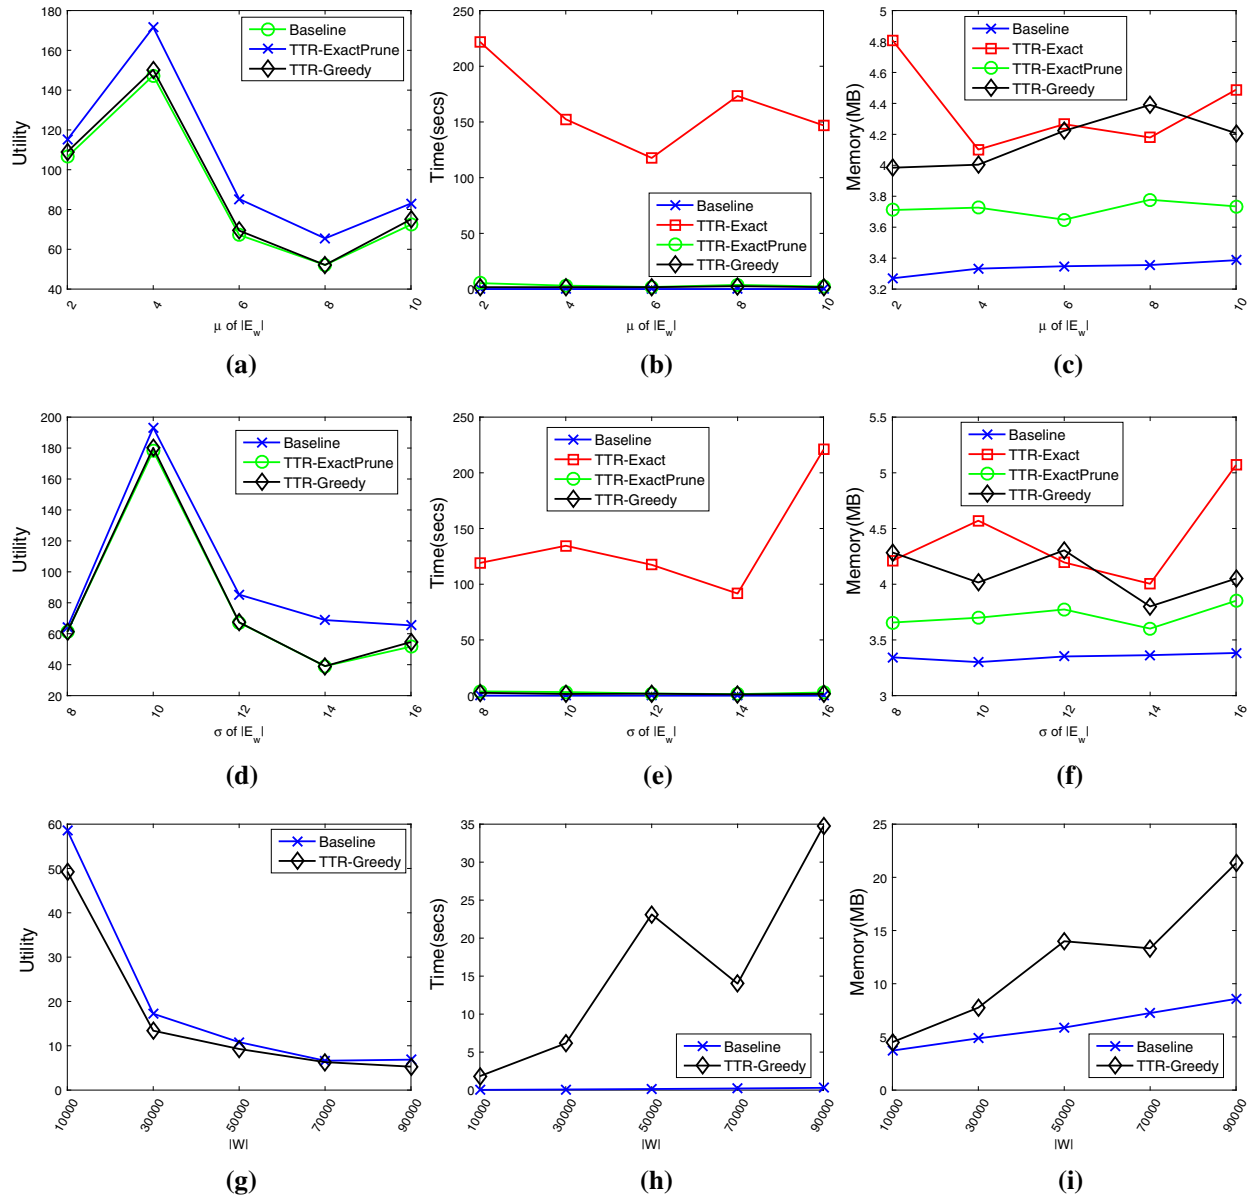 180
160
140
120
100
80
60
40
Utility
2
4
6
8
10
μ of |E_w|
Baseline
TTR-ExactPrune
TTR-Greedy
(a)
250
200
150
100
50
0
Time(secs)
2
4
6
8
10
μ of |E_w|
Baseline
TTR-Exact
TTR-ExactPrune
TTR-Greedy
(b)
5
4.8
4.6
4.4
4.2
4
3.8
3.6
3.4
3.2
Memory(MB)
2
4
6
8
10
μ of |E_w|
Baseline
TTR-Exact
TTR-ExactPrune
TTR-Greedy
(c)
200
180
160
140
120
100
80
60
40
20
Utility
8
10
12
14
16
σ of |E_w|
Baseline
TTR-ExactPrune
TTR-Greedy
(d)
250
200
150
100
50
0
Time(secs)
8
10
12
14
16
σ of |E_w|
Baseline
TTR-Exact
TTR-ExactPrune
TTR-Greedy
(e)
5.5
5
4.5
4
3.5
3
Memory(MB)
8
10
12
14
16
σ of |E_w|
Baseline
TTR-Exact
TTR-ExactPrune
TTR-Greedy
(f)
60
50
40
30
20
10
0
Utility
10000
30000
50000
70000
90000
|W|
Baseline
TTR-Greedy
(g)
35
30
25
20
15
10
5
0
Time(secs)
10000
30000
50000
70000
90000
|W|
Baseline
TTR-Greedy
(h)
25
20
15
10
5
0
Memory(MB)
10000
30000
50000
70000
90000
|W|
Baseline
TTR-Greedy
(i)